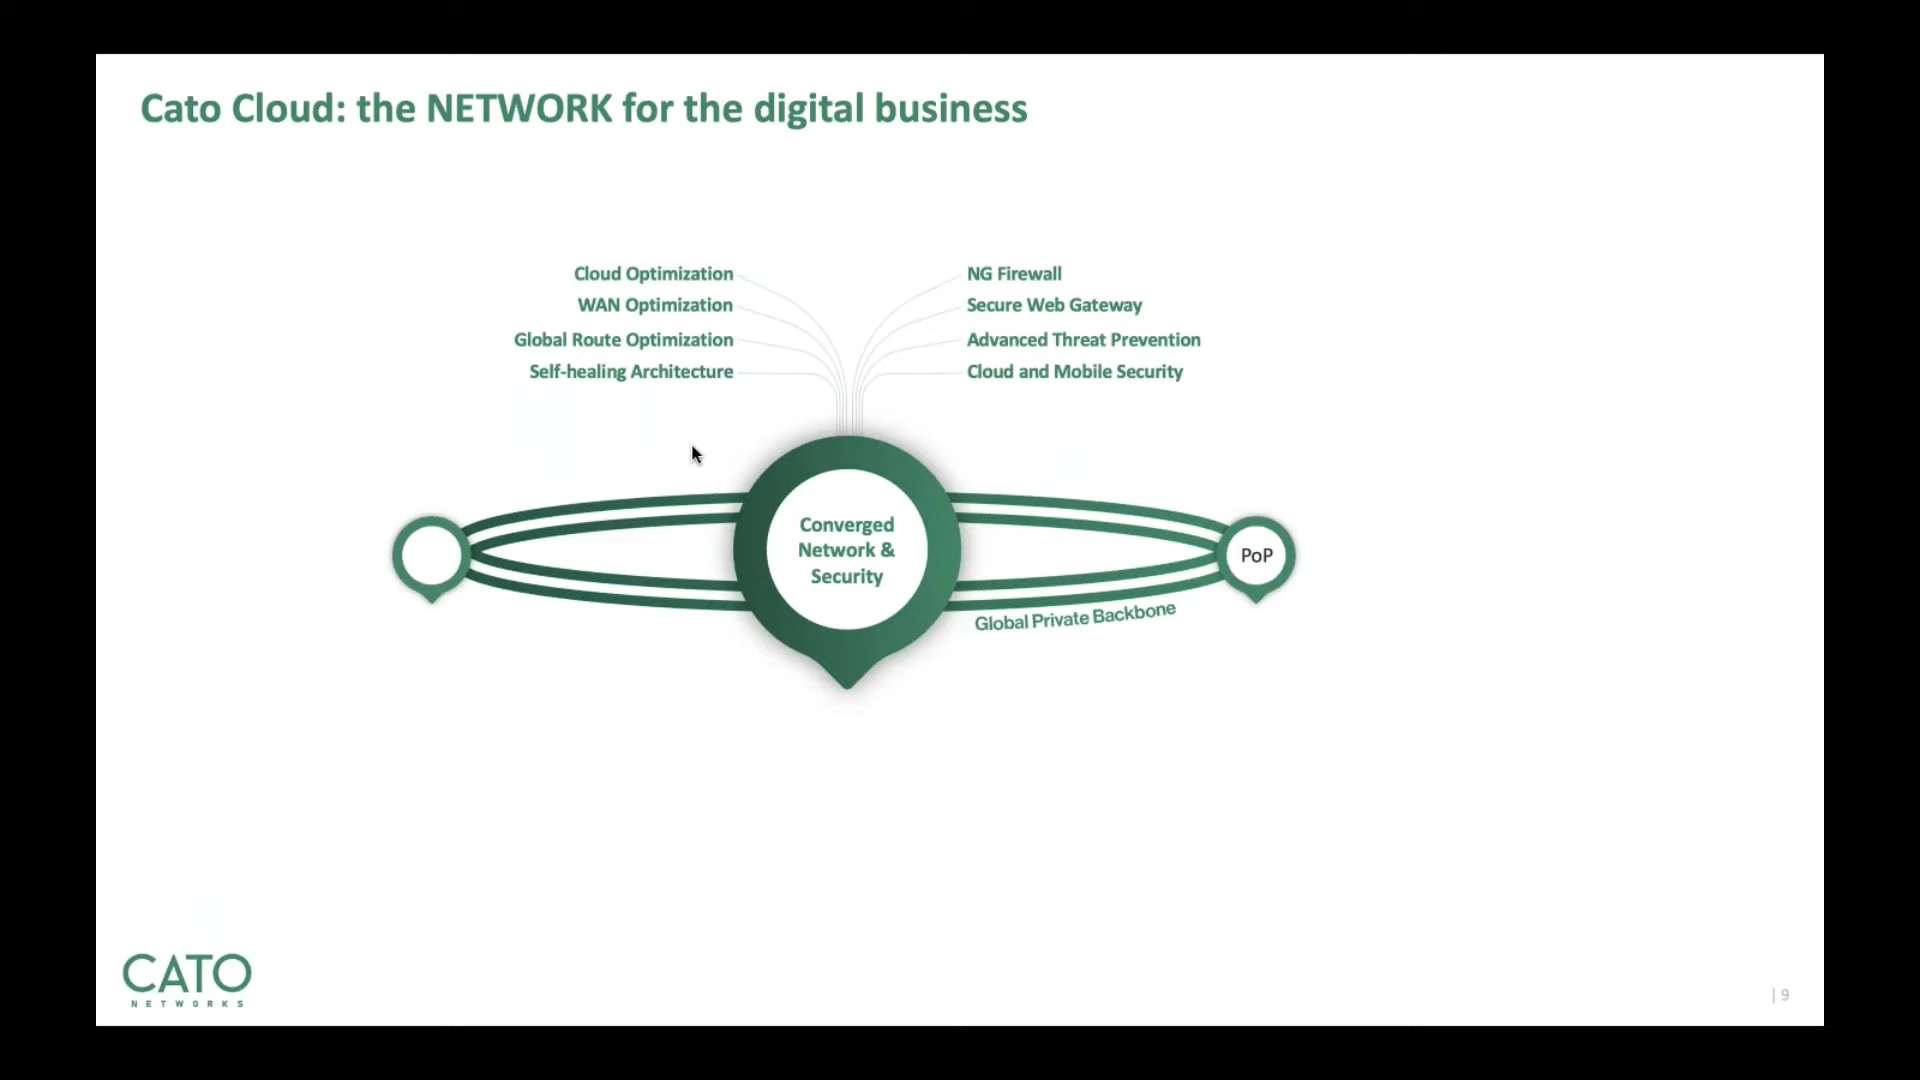 Cato Cloud: the NETWORK for the digital business
Cloud Optimization
WAN Optimization
Global Route Optimization
Self-healing Architecture
NG Firewall
Secure Web Gateway
Advanced Threat Prevention
Cloud and Mobile Security
Converged
Network &
Security
PoP
Global Private Backbone
CATO
NETWORKS
| 9